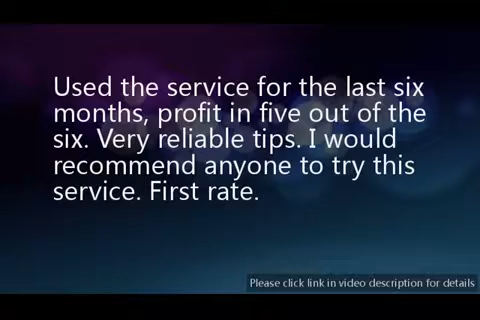 Used the service for the last six
months, profit in five out of the
six. Very reliable tips. I would
recommend anyone to try this
service. First rate.
Please click link in video description for details